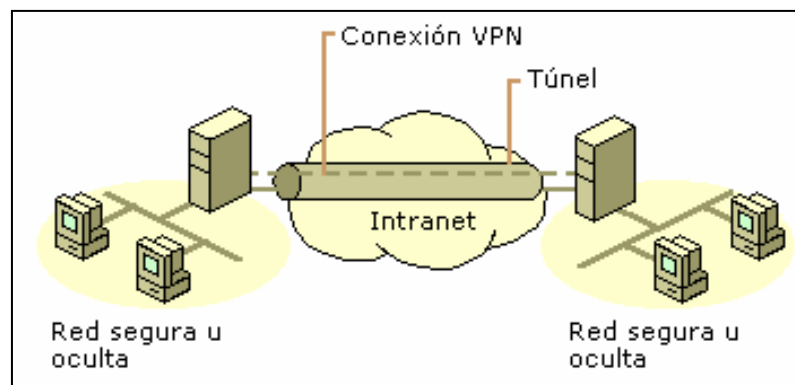 Conexión VPN
Túnel
Intranet
Red segura u
oculta
Red segura u
oculta